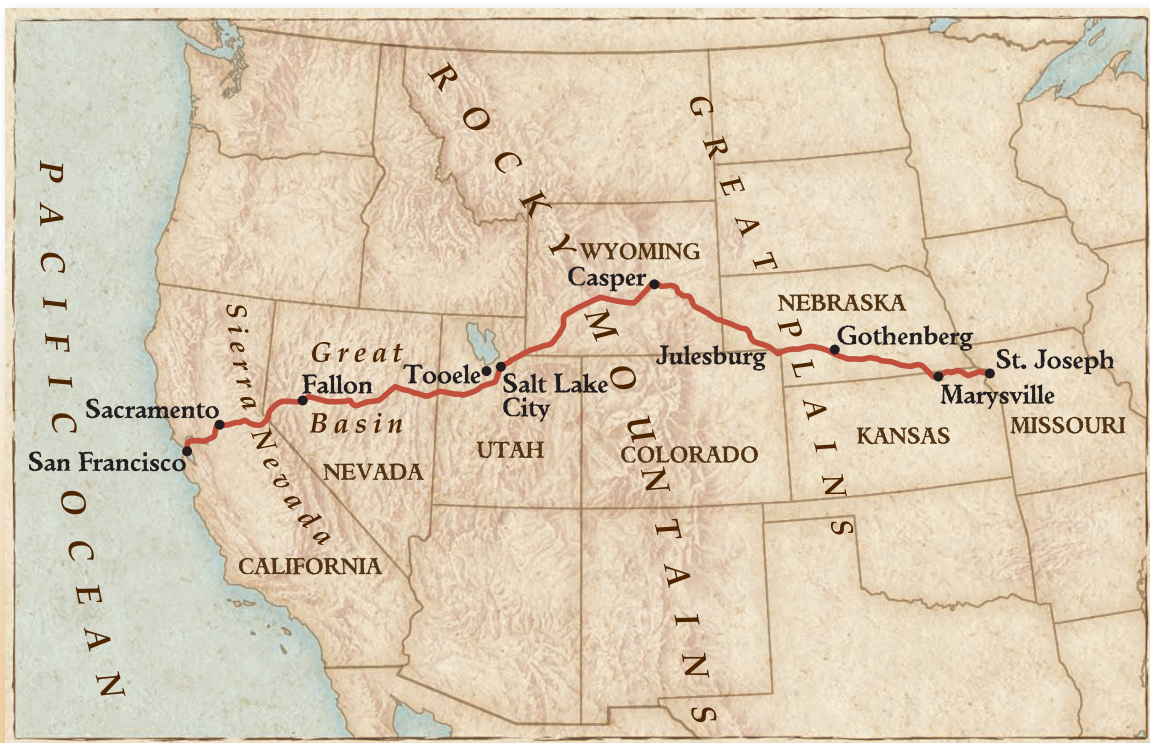 ROCKY MOUNTAINS
GREAT PLAINS
PACIFIC OCEAN
WYOMING
Casper
NEBRASKA
Sierra Nevada
Gothenberg
Great
Basin
Julesburg
St. Joseph
Tooele
Salt Lake
City
Fallon
Marysville
Sacramento
MISSOURI
KANSAS
UTAH
COLORADO
San Francisco
NEVADA
CALIFORNIA